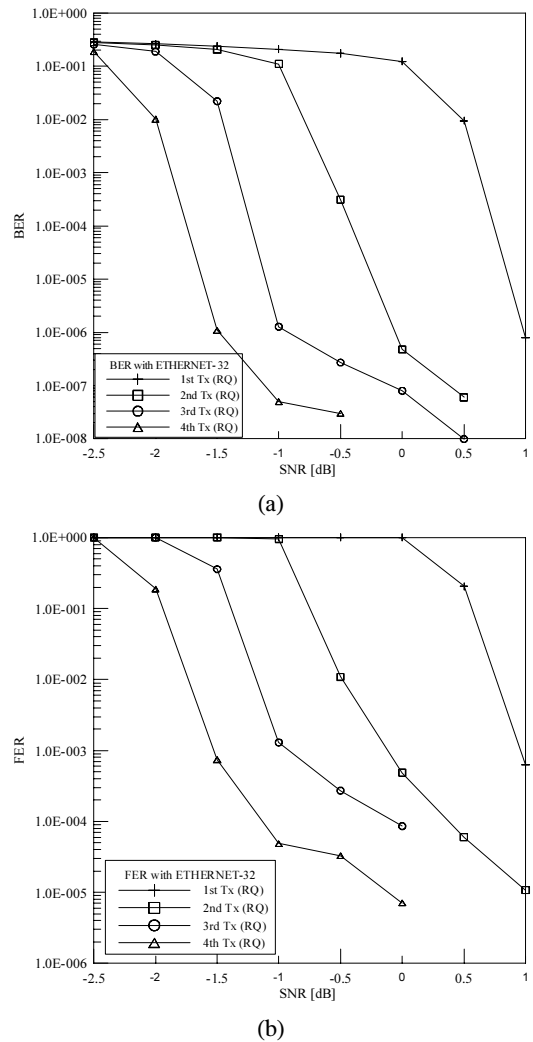 1.0E+000
1.0E-001
1.0E-002
1.0E-003
1.0E-004
1.0E-005
1.0E-006
1.0E-007
1.0E-008
BER
BER with ETHERNET-32
1st Tx (RQ)
2nd Tx (RQ)
3rd Tx (RQ)
4th Tx (RQ)
-2.5 -2 -1.5 -1 -0.5 0 0.5 1
SNR [dB]
(a)
1.0E+000
1.0E-001
1.0E-002
1.0E-003
1.0E-004
1.0E-005
1.0E-006
FER
FER with ETHERNET-32
1st Tx (RQ)
2nd Tx (RQ)
3rd Tx (RQ)
4th Tx (RQ)
-2.5 -2 -1.5 -1 -0.5 0 0.5 1
SNR [dB]
(b)